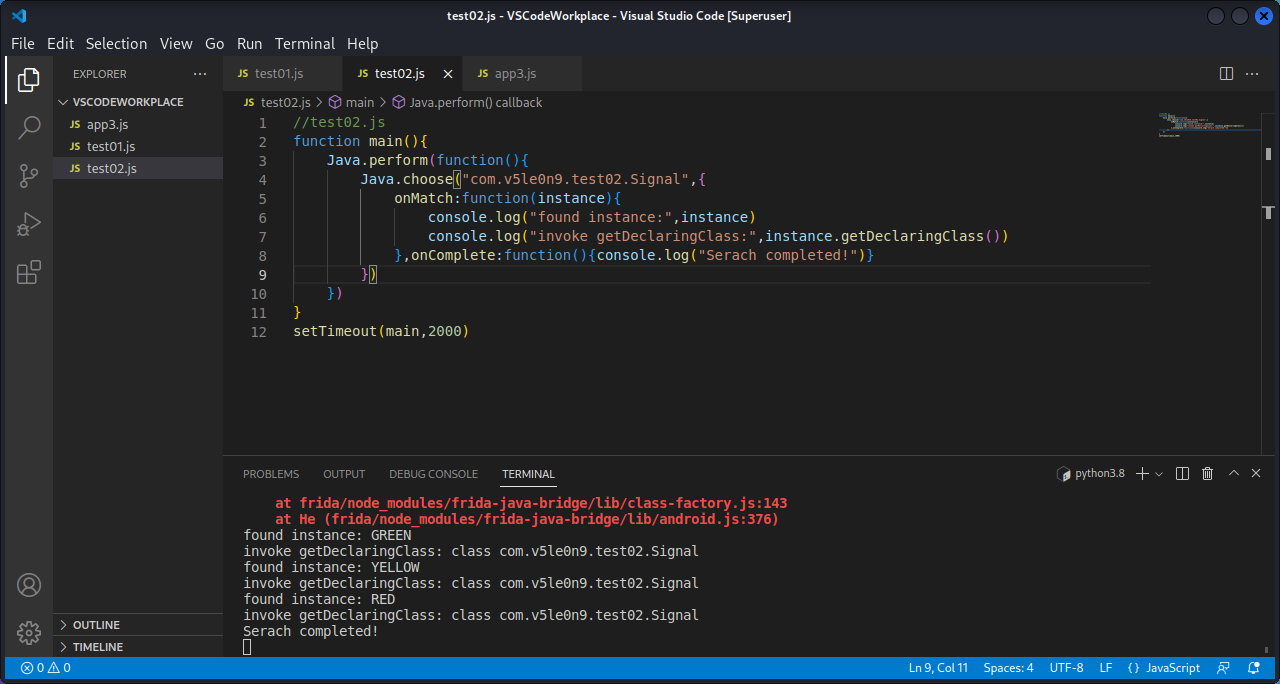 test02.js - VSCodeWorkplace - Visual Studio Code [Superuser]
File Edit Selection View Go Run Terminal Help
EXPLORER
VSCODEWORKPLACE
JS app3.js
JS test01.js
JS test02.js
OUTLINE
TIMELINE
JS test01.js JS test02.js JS app3.js
JS test02.js > main > Java.perform() callback
1 //test02.js
2 function main(){
3 Java.perform(function(){
4 Java.choose("com.v5le0n9.test02.Signal",{
5 onMatch:function(instance){
6 console.log("found instance:",instance)
7 console.log("invoke getDeclaringClass:",instance.getDeclaringClass())
8 },onComplete:function(){console.log("Serach completed!")}
9 })
10 })
11 }
12 setTimeout(main,2000)
PROBLEMS OUTPUT DEBUG CONSOLE TERMINAL
python3.8
at frida/node_modules/frida-java-bridge/lib/class-factory.js:143
at He (frida/node_modules/frida-java-bridge/lib/android.js:376)
found instance: GREEN
invoke getDeclaringClass: class com.v5le0n9.test02.Signal
found instance: YELLOW
invoke getDeclaringClass: class com.v5le0n9.test02.Signal
found instance: RED
invoke getDeclaringClass: class com.v5le0n9.test02.Signal
Serach completed!
0 0 Ln 9, Col 11 Spaces: 4 UTF-8 LF {} JavaScript